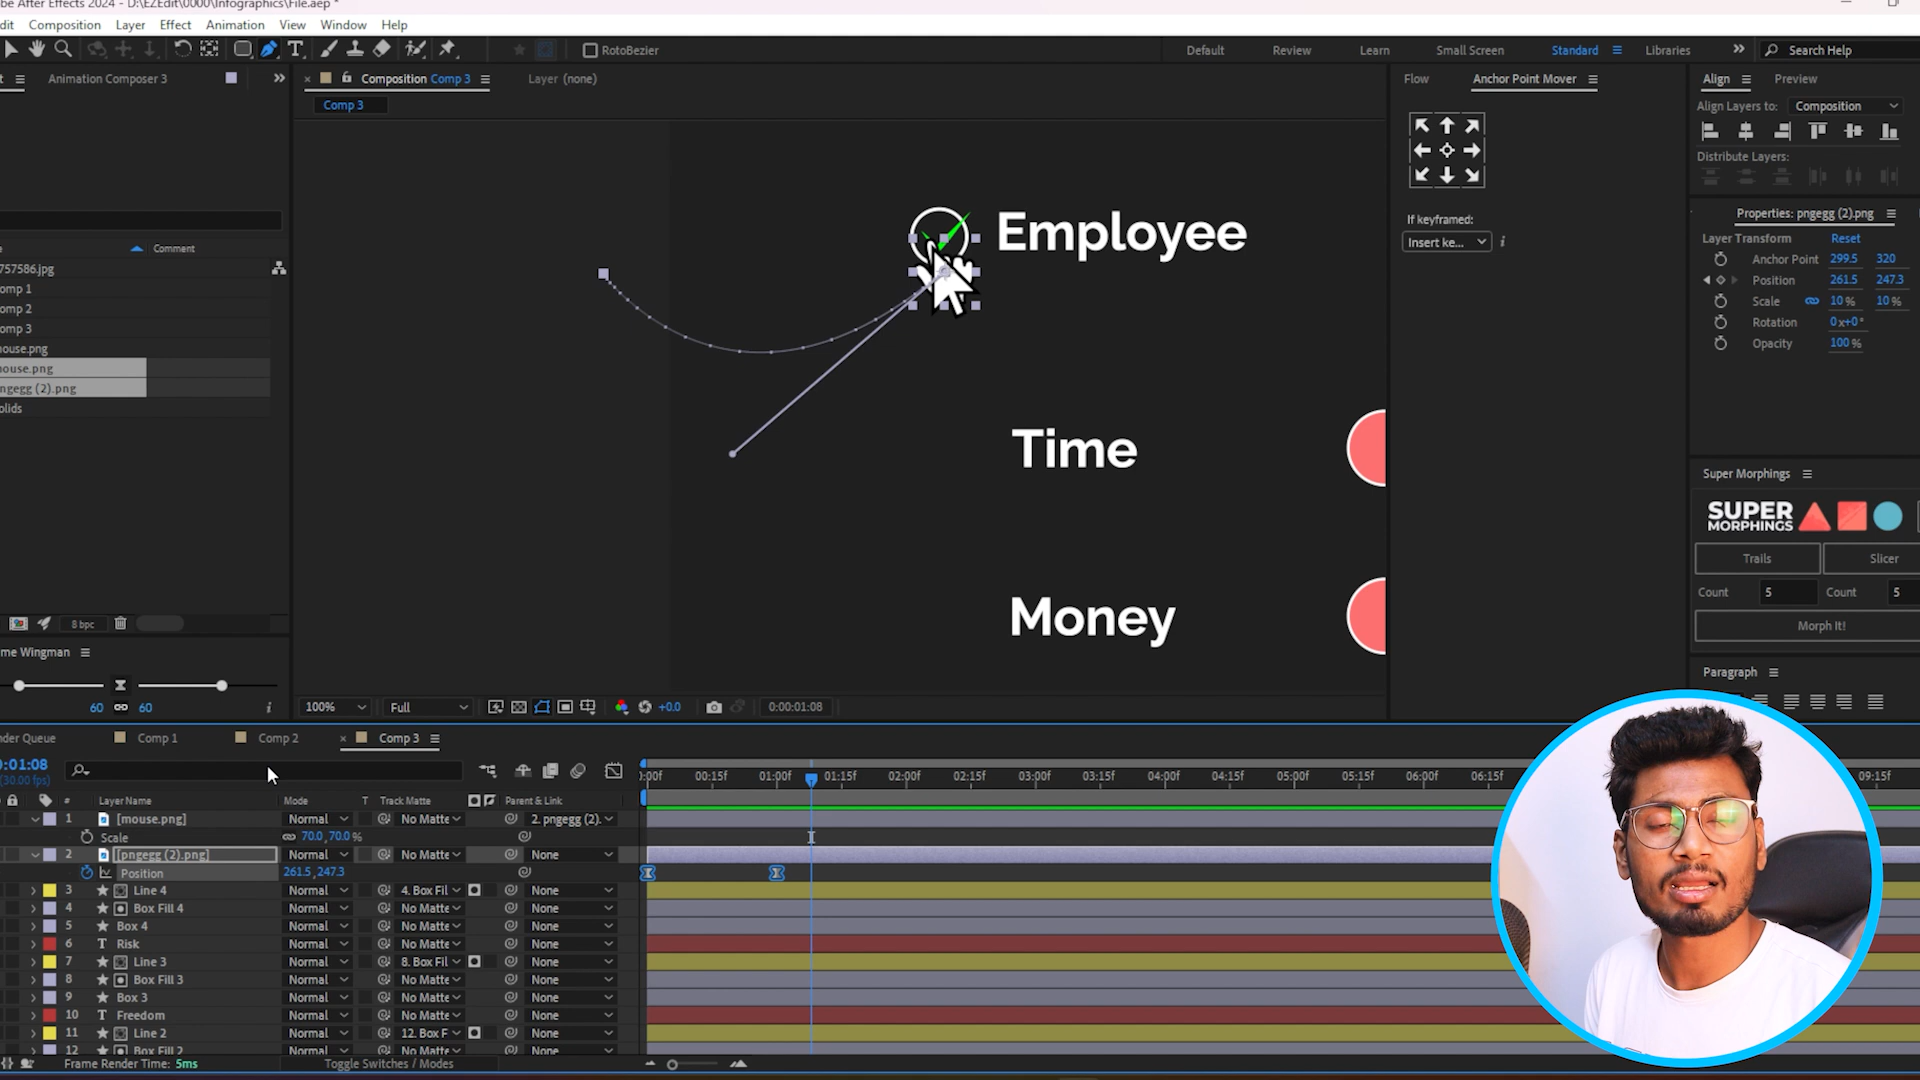 be After Effects 2024 - D:\EZEdit\0000\Infographics\File.aep *
dit Composition Layer Effect Animation View Window Help
RotoBezier
Default Review Learn Small Screen Standard Libraries Search Help
Animation Composer 3
Composition Comp 3 Layer (none)
Flow Anchor Point Mover
Align Preview
Comp 3
Align Layers to: Composition
Distribute Layers:
Comment
Employee
If keyframed:
Insert ke...
Properties: pngegg (2).png
Layer Transform Reset
Anchor Point 299.5 320
Position 261.5 247.3
Scale 10 % 10 %
Rotation 0x+0°
Opacity 100 %
757586.jpg
omp 1
omp 2
omp 3
ouse.png
ouse.png
ngegg (2).png
olids
Time
Super Morphings
SUPER
MORPHINGS
Trails Slicer
Count 5 Count 5
Morph It!
Money
8 bpc
me Wingman
60 60
Paragraph
100% Full +0.0 0:00:01:08
der Queue Comp 1 Comp 2 Comp 3
0:01:08
(30.00 fps)
:00f 00:15f 01:00f 01:15f 02:00f 02:15f 03:00f 03:15f 04:00f 04:15f 05:00f 05:15f 06:00f 06:15f 09:15f
# Layer Name Mode T Track Matte Parent & Link
1 [mouse.png] Normal No Matte 2. pngegg (2).
Scale 70.0, 70.0 %
2 [pngegg (2).png] Normal No Matte None
Position 261.5, 247.3
3 Line 4 Normal 4. Box Fil None
4 Box Fill 4 Normal No Matte None
5 Box 4 Normal No Matte None
6 T Risk Normal No Matte None
7 Line 3 Normal 8. Box Fil None
8 Box Fill 3 Normal No Matte None
9 Box 3 Normal No Matte None
10 T Freedom Normal No Matte None
11 Line 2 Normal 12. Box F None
12 Box Fill 2 Normal No Matte None
Frame Render Time: 5ms Toggle Switches / Modes